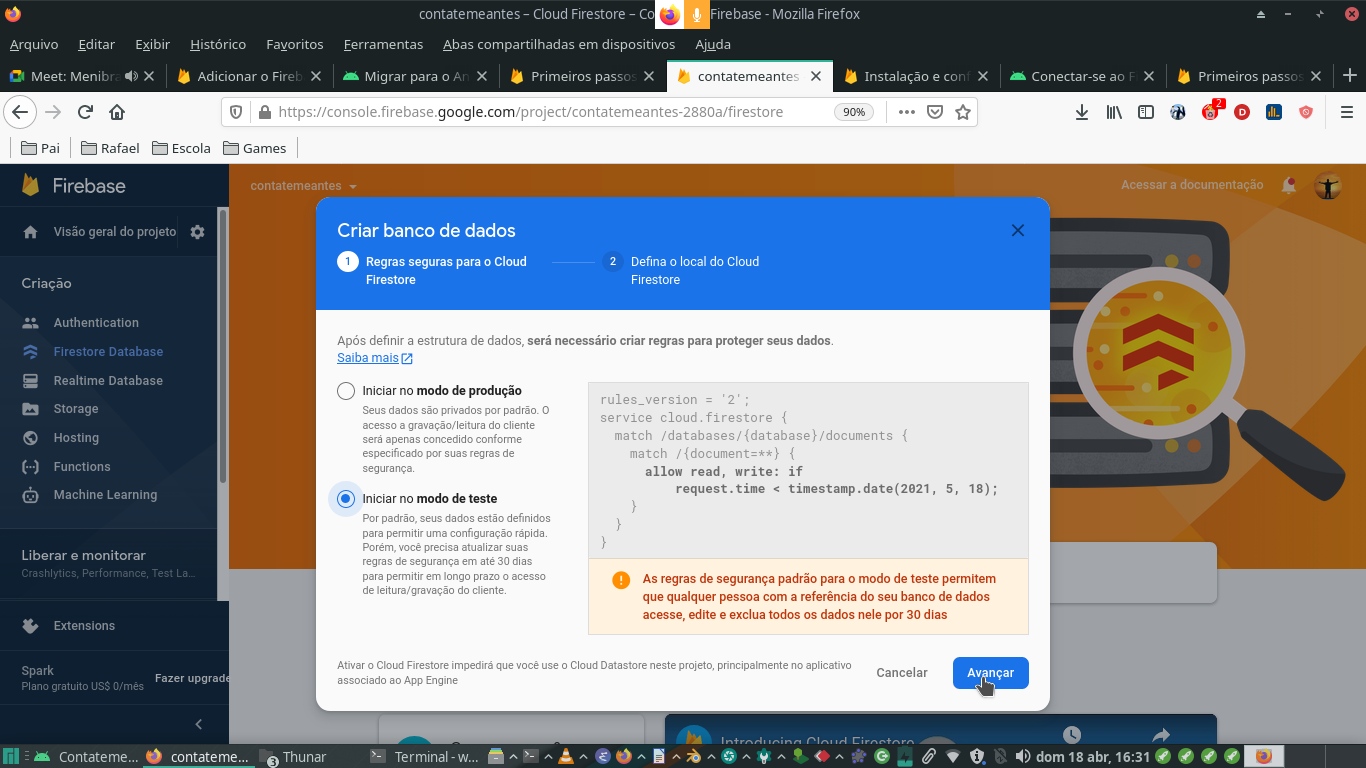 contatemeantes – Cloud Firestore – Co
Firebase - Mozilla Firefox
Arquivo Editar Exibir Histórico Favoritos Ferramentas Abas compartilhadas em dispositivos Ajuda
Meet: Menibra
Adicionar o Fireb
Migrar para o An
Primeiros passos
contatemeantes
Instalação e conf
Conectar-se ao F
Primeiros passos
https://console.firebase.google.com/project/contatemeantes-2880a/firestore
90%
2
Pai Rafael Escola Games
Firebase
contatemeantes
Acessar a documentação
Visão geral do projeto
Criação
Authentication
Firestore Database
Realtime Database
Storage
Hosting
Functions
Machine Learning
Liberar e monitorar
Crashlytics, Performance, Test La...
Extensions
Spark
Plano gratuito US$ 0/mês
Fazer upgrade
Criar banco de dados
1 Regras seguras para o Cloud
Firestore
2 Defina o local do Cloud
Firestore
Após definir a estrutura de dados, será necessário criar regras para proteger seus dados.
Saiba mais
Iniciar no modo de produção
Seus dados são privados por padrão. O
acesso a gravação/leitura do cliente
será apenas concedido conforme
especificado por suas regras de
segurança.
Iniciar no modo de teste
Por padrão, seus dados estão definidos
para permitir uma configuração rápida.
Porém, você precisa atualizar suas
regras de segurança em até 30 dias
para permitir em longo prazo o acesso
de leitura/gravação do cliente.
rules_version = '2';
service cloud.firestore {
match /databases/{database}/documents {
match /{document=**} {
allow read, write: if
request.time < timestamp.date(2021, 5, 18);
}
}
}
As regras de segurança padrão para o modo de teste permitem
que qualquer pessoa com a referência do seu banco de dados
acesse, edite e exclua todos os dados nele por 30 dias
Ativar o Cloud Firestore impedirá que você use o Cloud Datastore neste projeto, principalmente no aplicativo
associado ao App Engine
Cancelar
Avançar
Introducing Cloud Firestore
Conteteme...
contateme...
3 Thunar
Terminal - w...
dom 18 abr, 16:31